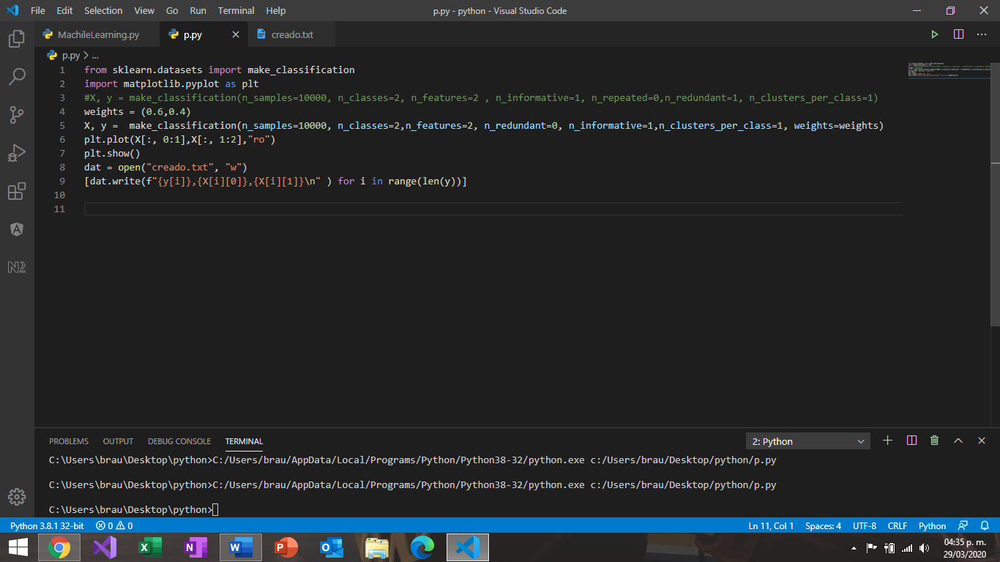 File Edit Selection View Go Run Terminal Help p.py - python - Visual Studio Code
MachileLearning.py p.py creado.txt
p.py > ...
1 from sklearn.datasets import make_classification
2 import matplotlib.pyplot as plt
3 #X, y = make_classification(n_samples=10000, n_classes=2, n_features=2 , n_informative=1, n_repeated=0,n_redundant=1, n_clusters_per_class=1)
4 weights = (0.6,0.4)
5 X, y =  make_classification(n_samples=10000, n_classes=2,n_features=2, n_redundant=0, n_informative=1,n_clusters_per_class=1, weights=weights)
6 plt.plot(X[:, 0:1],X[:, 1:2],"ro")
7 plt.show()
8 dat = open("creado.txt", "w")
9 [dat.write(f"{y[i]},{X[i][0]},{X[i][1]}\n" ) for i in range(len(y))]
10
11
PROBLEMS OUTPUT DEBUG CONSOLE TERMINAL 2: Python
C:\Users\brau\Desktop\python>C:/Users/brau/AppData/Local/Programs/Python/Python38-32/python.exe c:/Users/brau/Desktop/python/p.py
C:\Users\brau\Desktop\python>C:/Users/brau/AppData/Local/Programs/Python/Python38-32/python.exe c:/Users/brau/Desktop/python/p.py
C:\Users\brau\Desktop\python>
Python 3.8.1 32-bit 0 0 Ln 11, Col 1 Spaces: 4 UTF-8 CRLF Python
04:35 p. m.
29/03/2020